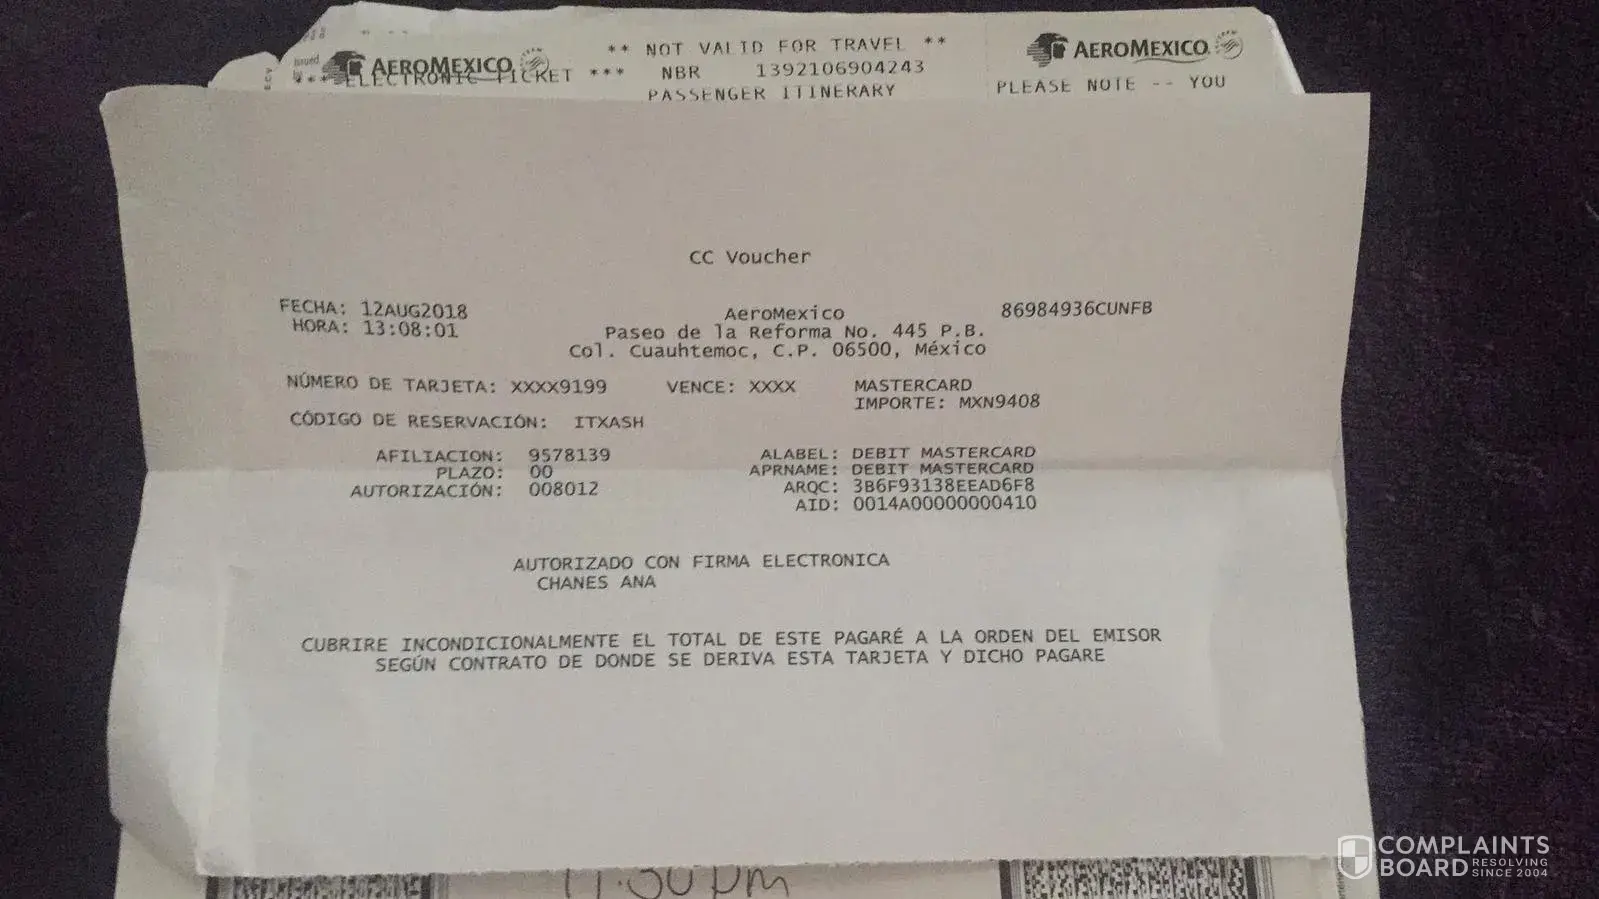 ** NOT VALID FOR TRAVEL **
Issued by
AEROMEXICO
AEROMEXICO
*** ELECTRONIC TICKET ***
NBR 1392106904243
PASSENGER ITINERARY
PLEASE NOTE -- YOU
CC Voucher
FECHA: 12AUG2018
AeroMexico
86984936CUNFB
HORA: 13:08:01
Paseo de la Reforma No. 445 P.B.
Col. Cuauhtemoc, C.P. 06500, México
NÚMERO DE TARJETA: XXXX9199
VENCE: XXXX
MASTERCARD
IMPORTE: MXN9408
CÓDIGO DE RESERVACIÓN: ITXASH
AFILIACION: 9578139
ALABEL: DEBIT MASTERCARD
PLAZO: 00
APRNAME: DEBIT MASTERCARD
AUTORIZACIÓN: 008012
ARQC: 3B6F93138EEAD6F8
AID: 0014A00000000410
AUTORIZADO CON FIRMA ELECTRONICA
CHANES ANA
CUBRIRE INCONDICIONALMENTE EL TOTAL DE ESTE PAGARÉ A LA ORDEN DEL EMISOR
SEGÚN CONTRATO DE DONDE SE DERIVA ESTA TARJETA Y DICHO PAGARE
pm
COMPLAINTS
BOARD RESOLVING
SINCE 2004